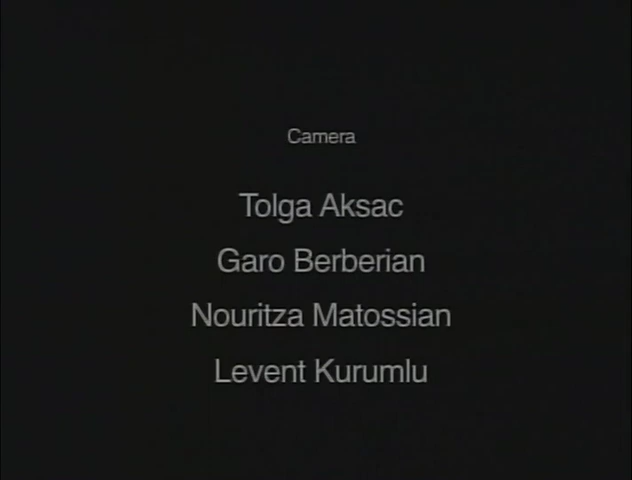 Camera
Tolga Aksac
Garo Berberian
Nouritza Matossian
Levent Kurumlu